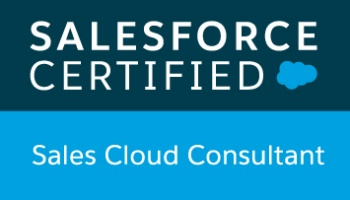 SALESFORCE
CERTIFIED
Sales Cloud Consultant